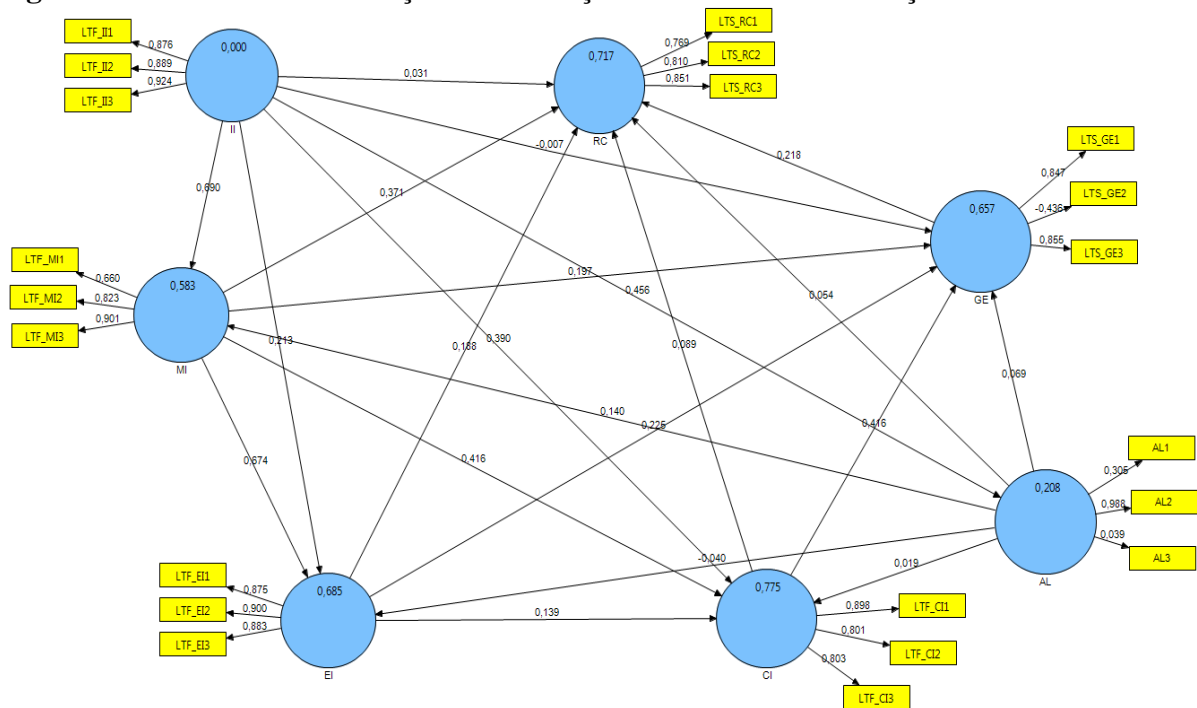 LTF_II1
0,876
LTF_II2
0,889
LTF_II3
0,924
0,000
II
0,031
0,717
RC
LTS_RC1
0,769
LTS_RC2
0,810
LTS_RC3
0,851
-0,007
0,218
LTS_GE1
0,847
LTS_GE2
-0,436
LTS_GE3
0,855
0,657
GE
0,690
0,371
LTF_MI1
0,660
LTF_MI2
0,823
LTF_MI3
0,901
0,583
MI
0,197
0,456
0,054
0,213
0,188
0,390
0,089
0,069
0,140
0,225
0,416
0,674
0,416
AL1
0,305
AL2
0,988
AL3
0,039
0,208
AL
-0,040
0,019
LTF_EI1
0,875
LTF_EI2
0,900
LTF_EI3
0,883
0,685
EI
0,139
0,775
CI
LTF_CI1
0,898
LTF_CI2
0,801
LTF_CI3
0,803